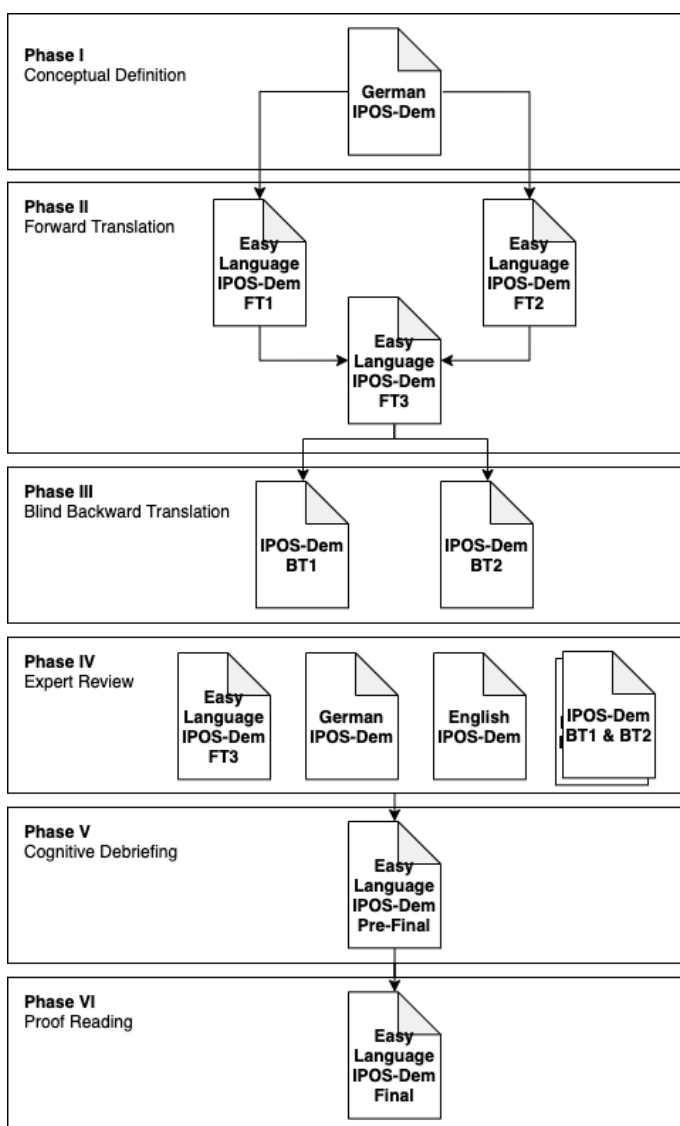 Phase I
Conceptual Definition
German
IPOS-Dem
Phase II
Forward Translation
Easy
Language
IPOS-Dem
FT1
Easy
Language
IPOS-Dem
FT2
Easy
Language
IPOS-Dem
FT3
Phase III
Blind Backward Translation
IPOS-Dem
BT1
IPOS-Dem
BT2
Phase IV
Expert Review
Easy
Language
IPOS-Dem
FT3
German
IPOS-Dem
English
IPOS-Dem
IPOS-Dem
BT1 & BT2
Phase V
Cognitive Debriefing
Easy
Language
IPOS-Dem
Pre-Final
Phase VI
Proof Reading
Easy
Language
IPOS-Dem
Final